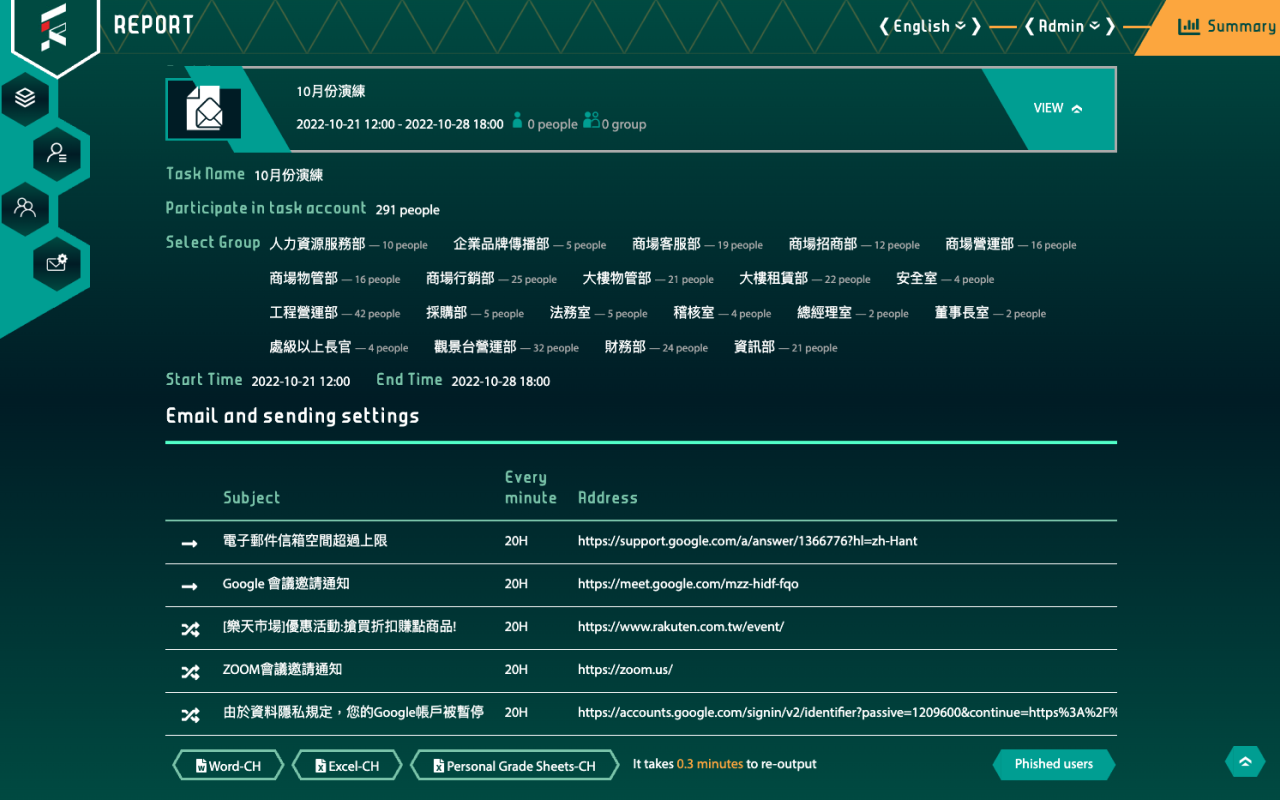 REPORT
English
Admin
Summary
10月份演練
2022-10-21 12:00 - 2022-10-28 18:00 0 people 0 group
VIEW
Task Name 10月份演練
Participate in task account 291 people
Select Group 人力資源服務部 — 10 people 企業品牌傳播部 — 5 people 商場客服部 — 19 people 商場招商部 — 12 people 商場營運部 — 16 people
商場物管部 — 16 people 商場行銷部 — 25 people 大樓物管部 — 21 people 大樓租賃部 — 22 people 安全室 — 4 people
工程營運部 — 42 people 採購部 — 5 people 法務室 — 5 people 稽核室 — 4 people 總經理室 — 2 people 董事長室 — 2 people
處級以上長官 — 4 people 觀景台營運部 — 32 people 財務部 — 24 people 資訊部 — 21 people
Start Time 2022-10-21 12:00 End Time 2022-10-28 18:00
Email and sending settings
Subject Every minute Address
電子郵件信箱空間超過上限 20H https://support.google.com/a/answer/1366776?hl=zh-Hant
Google 會議邀請通知 20H https://meet.google.com/mzz-hidf-fqo
[樂天市場]優惠活動:搶買折扣賺點商品! 20H https://www.rakuten.com.tw/event/
ZOOM會議邀請通知 20H https://zoom.us/
由於資料隱私規定，您的Google帳戶被暫停 20H https://accounts.google.com/signin/v2/identifier?passive=1209600&continue=https%3A%2F%
Word-CH Excel-CH Personal Grade Sheets-CH It takes 0.3 minutes to re-output Phished users